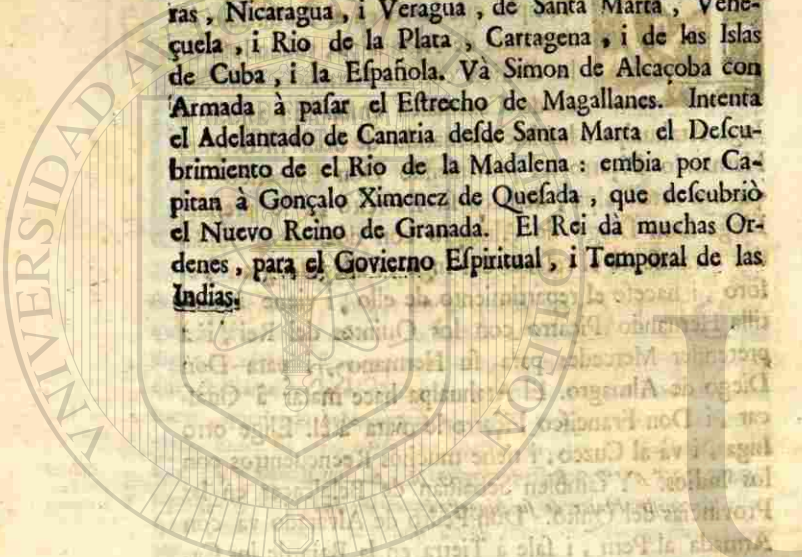 ras, Nicaragua, i Veragua, de Santa Marta, Vene-
çuela, i Rio de la Plata, Cartagena, i de las Islas
de Cuba, i la Eſpañola. Và Simon de Alcaçoba con
Armada à paſar el Eſtrecho de Magallanes. Intenta
el Adelantado de Canaria deſde Santa Marta el Deſcu-
brimiento de el Rio de la Madalena: embia por Ca-
pitan à Gonçalo Ximenez de Queſada, que deſcubriò
el Nuevo Reino de Granada. El Rei dà muchas Or-
denes, para el Govierno Eſpiritual, i Temporal de las
Indias.